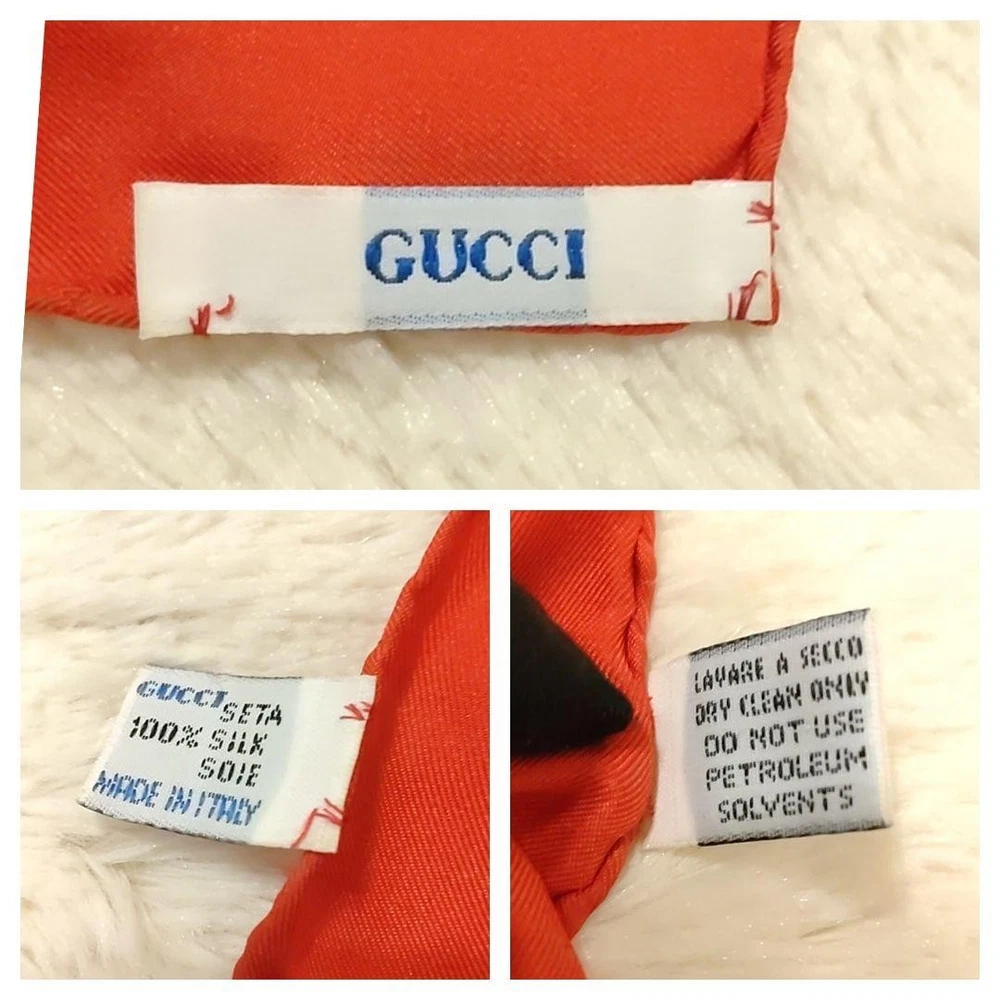 GUCCI
GUCCI SETA
100% SILK
SOIE
MADE IN ITALY
LAVARE A SECCO
DRY CLEAN ONLY
DO NOT USE
PETROLEUM
SOLVENTS